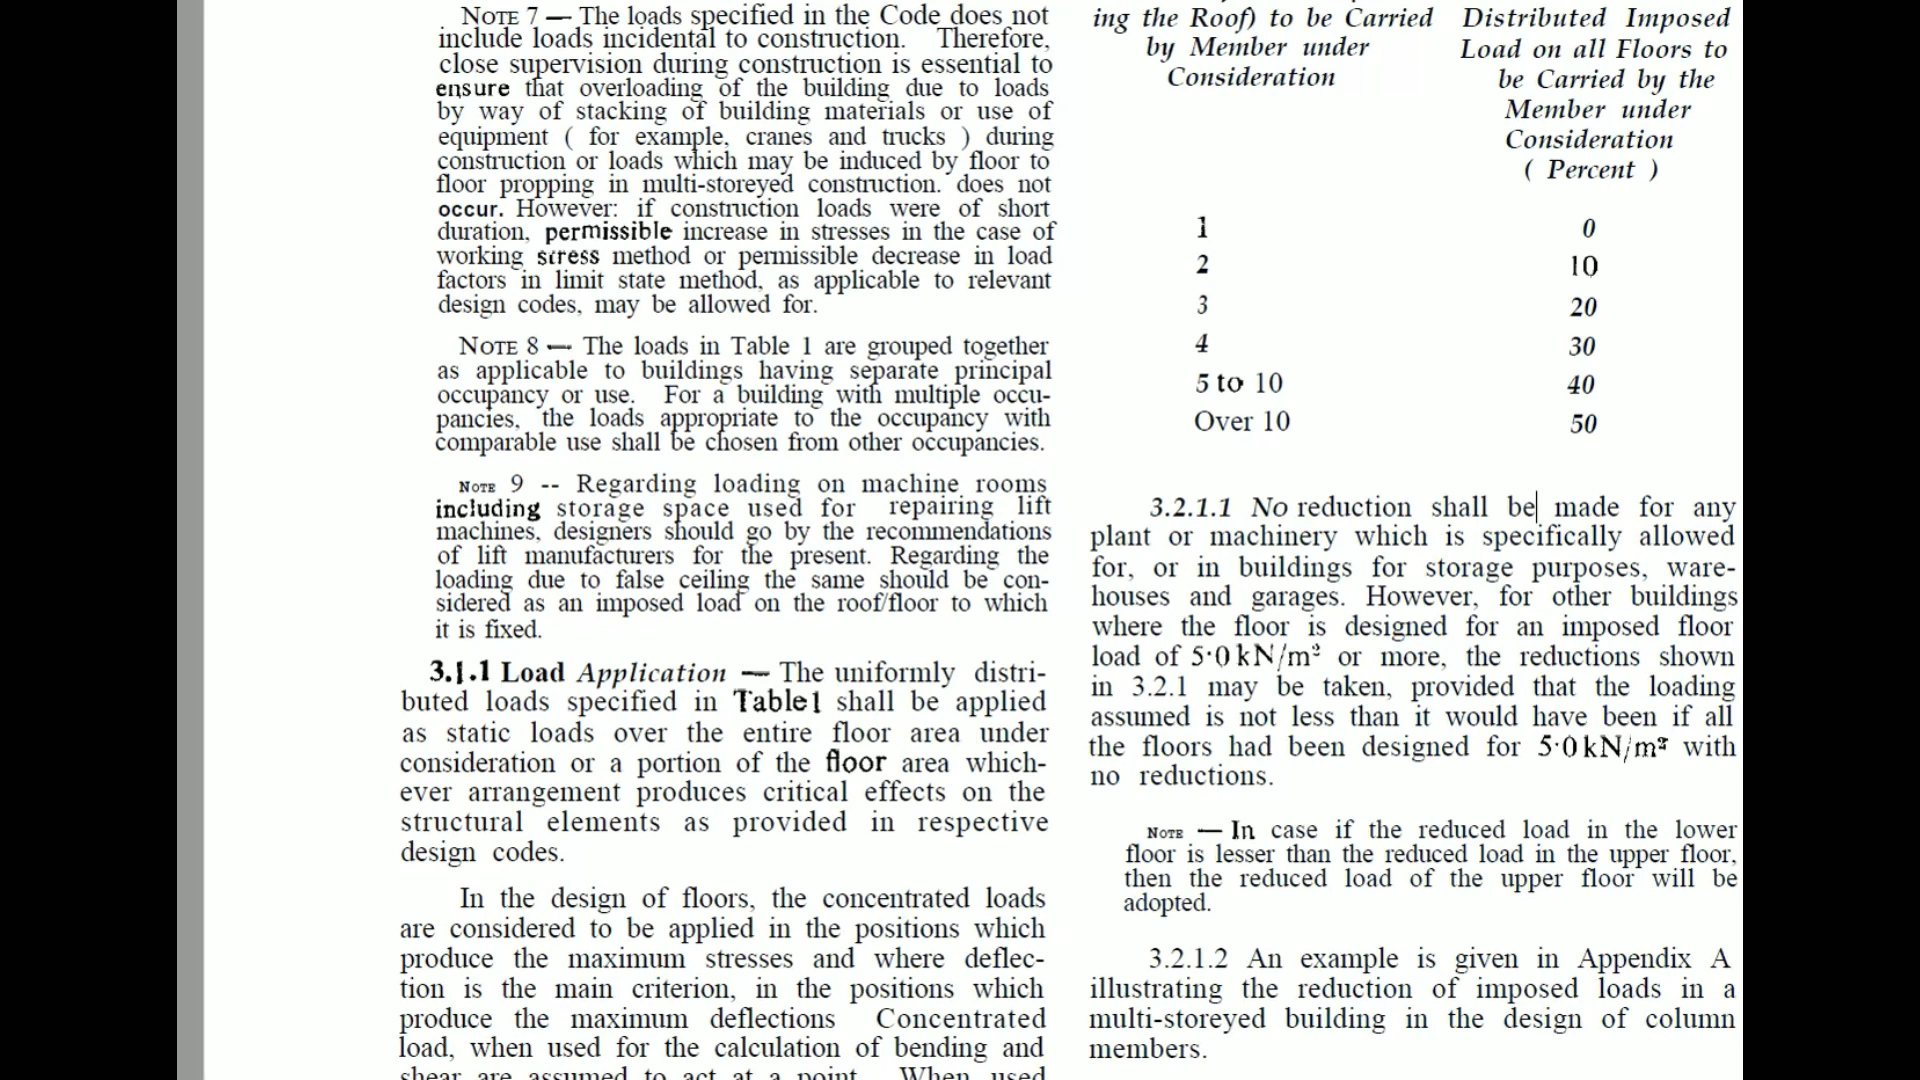 NOTE 7 — The loads specified in the Code does not
include loads incidental to construction. Therefore,
close supervision during construction is essential to
ensure that overloading of the building due to loads
by way of stacking of building materials or use of
equipment ( for example, cranes and trucks ) during
construction or loads which may be induced by floor to
floor propping in multi-storeyed construction. does not
occur. However: if construction loads were of short
duration, permissible increase in stresses in the case of
working stress method or permissible decrease in load
factors in limit state method, as applicable to relevant
design codes, may be allowed for.
NOTE 8 — The loads in Table 1 are grouped together
as applicable to buildings having separate principal
occupancy or use. For a building with multiple occu-
pancies, the loads appropriate to the occupancy with
comparable use shall be chosen from other occupancies.
NOTE 9 -- Regarding loading on machine rooms
including storage space used for repairing lift
machines, designers should go by the recommendations
of lift manufacturers for the present. Regarding the
loading due to false ceiling the same should be con-
sidered as an imposed load on the roof/floor to which
it is fixed.
3.1.1 Load Application — The uniformly distri-
buted loads specified in Table 1 shall be applied
as static loads over the entire floor area under
consideration or a portion of the floor area which-
ever arrangement produces critical effects on the
structural elements as provided in respective
design codes.
In the design of floors, the concentrated loads
are considered to be applied in the positions which
produce the maximum stresses and where deflec-
tion is the main criterion, in the positions which
produce the maximum deflections Concentrated
load, when used for the calculation of bending and
shear are assumed to act at a point. When used
ing the Roof) to be Carried
by Member under
Consideration
Distributed Imposed
Load on all Floors to
be Carried by the
Member under
Consideration
( Percent )
1 0
2 10
3 20
4 30
5 to 10 40
Over 10 50
3.2.1.1 No reduction shall be made for any
plant or machinery which is specifically allowed
for, or in buildings for storage purposes, ware-
houses and garages. However, for other buildings
where the floor is designed for an imposed floor
load of 5·0 kN/m² or more, the reductions shown
in 3.2.1 may be taken, provided that the loading
assumed is not less than it would have been if all
the floors had been designed for 5·0 kN/m² with
no reductions.
NOTE — In case if the reduced load in the lower
floor is lesser than the reduced load in the upper floor,
then the reduced load of the upper floor will be
adopted.
3.2.1.2 An example is given in Appendix A
illustrating the reduction of imposed loads in a
multi-storeyed building in the design of column
members.